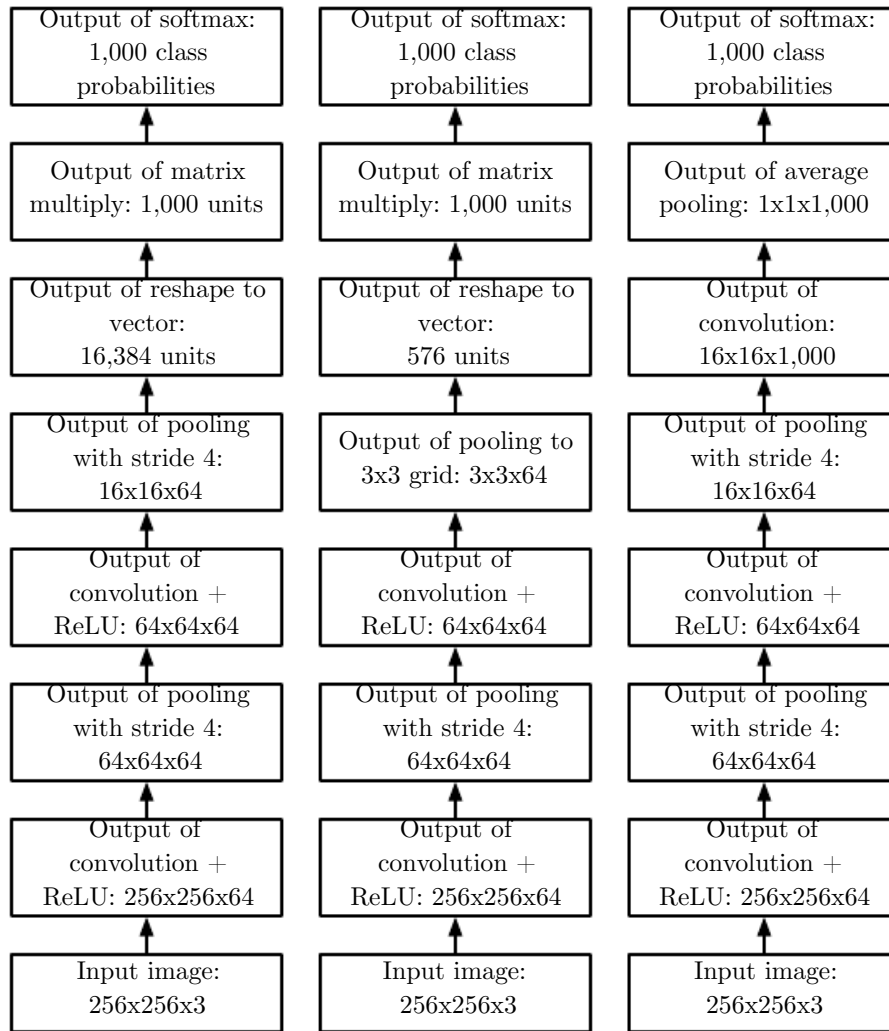 Output of softmax:
1,000 class
probabilities
Output of matrix
multiply: 1,000 units
Output of reshape to
vector:
16,384 units
Output of pooling
with stride 4:
16x16x64
Output of
convolution +
ReLU: 64x64x64
Output of pooling
with stride 4:
64x64x64
Output of
convolution +
ReLU: 256x256x64
Input image:
256x256x3
Output of softmax:
1,000 class
probabilities
Output of matrix
multiply: 1,000 units
Output of reshape to
vector:
576 units
Output of pooling to
3x3 grid: 3x3x64
Output of
convolution +
ReLU: 64x64x64
Output of pooling
with stride 4:
64x64x64
Output of
convolution +
ReLU: 256x256x64
Input image:
256x256x3
Output of softmax:
1,000 class
probabilities
Output of average
pooling: 1x1x1,000
Output of
convolution:
16x16x1,000
Output of pooling
with stride 4:
16x16x64
Output of
convolution +
ReLU: 64x64x64
Output of pooling
with stride 4:
64x64x64
Output of
convolution +
ReLU: 256x256x64
Input image:
256x256x3